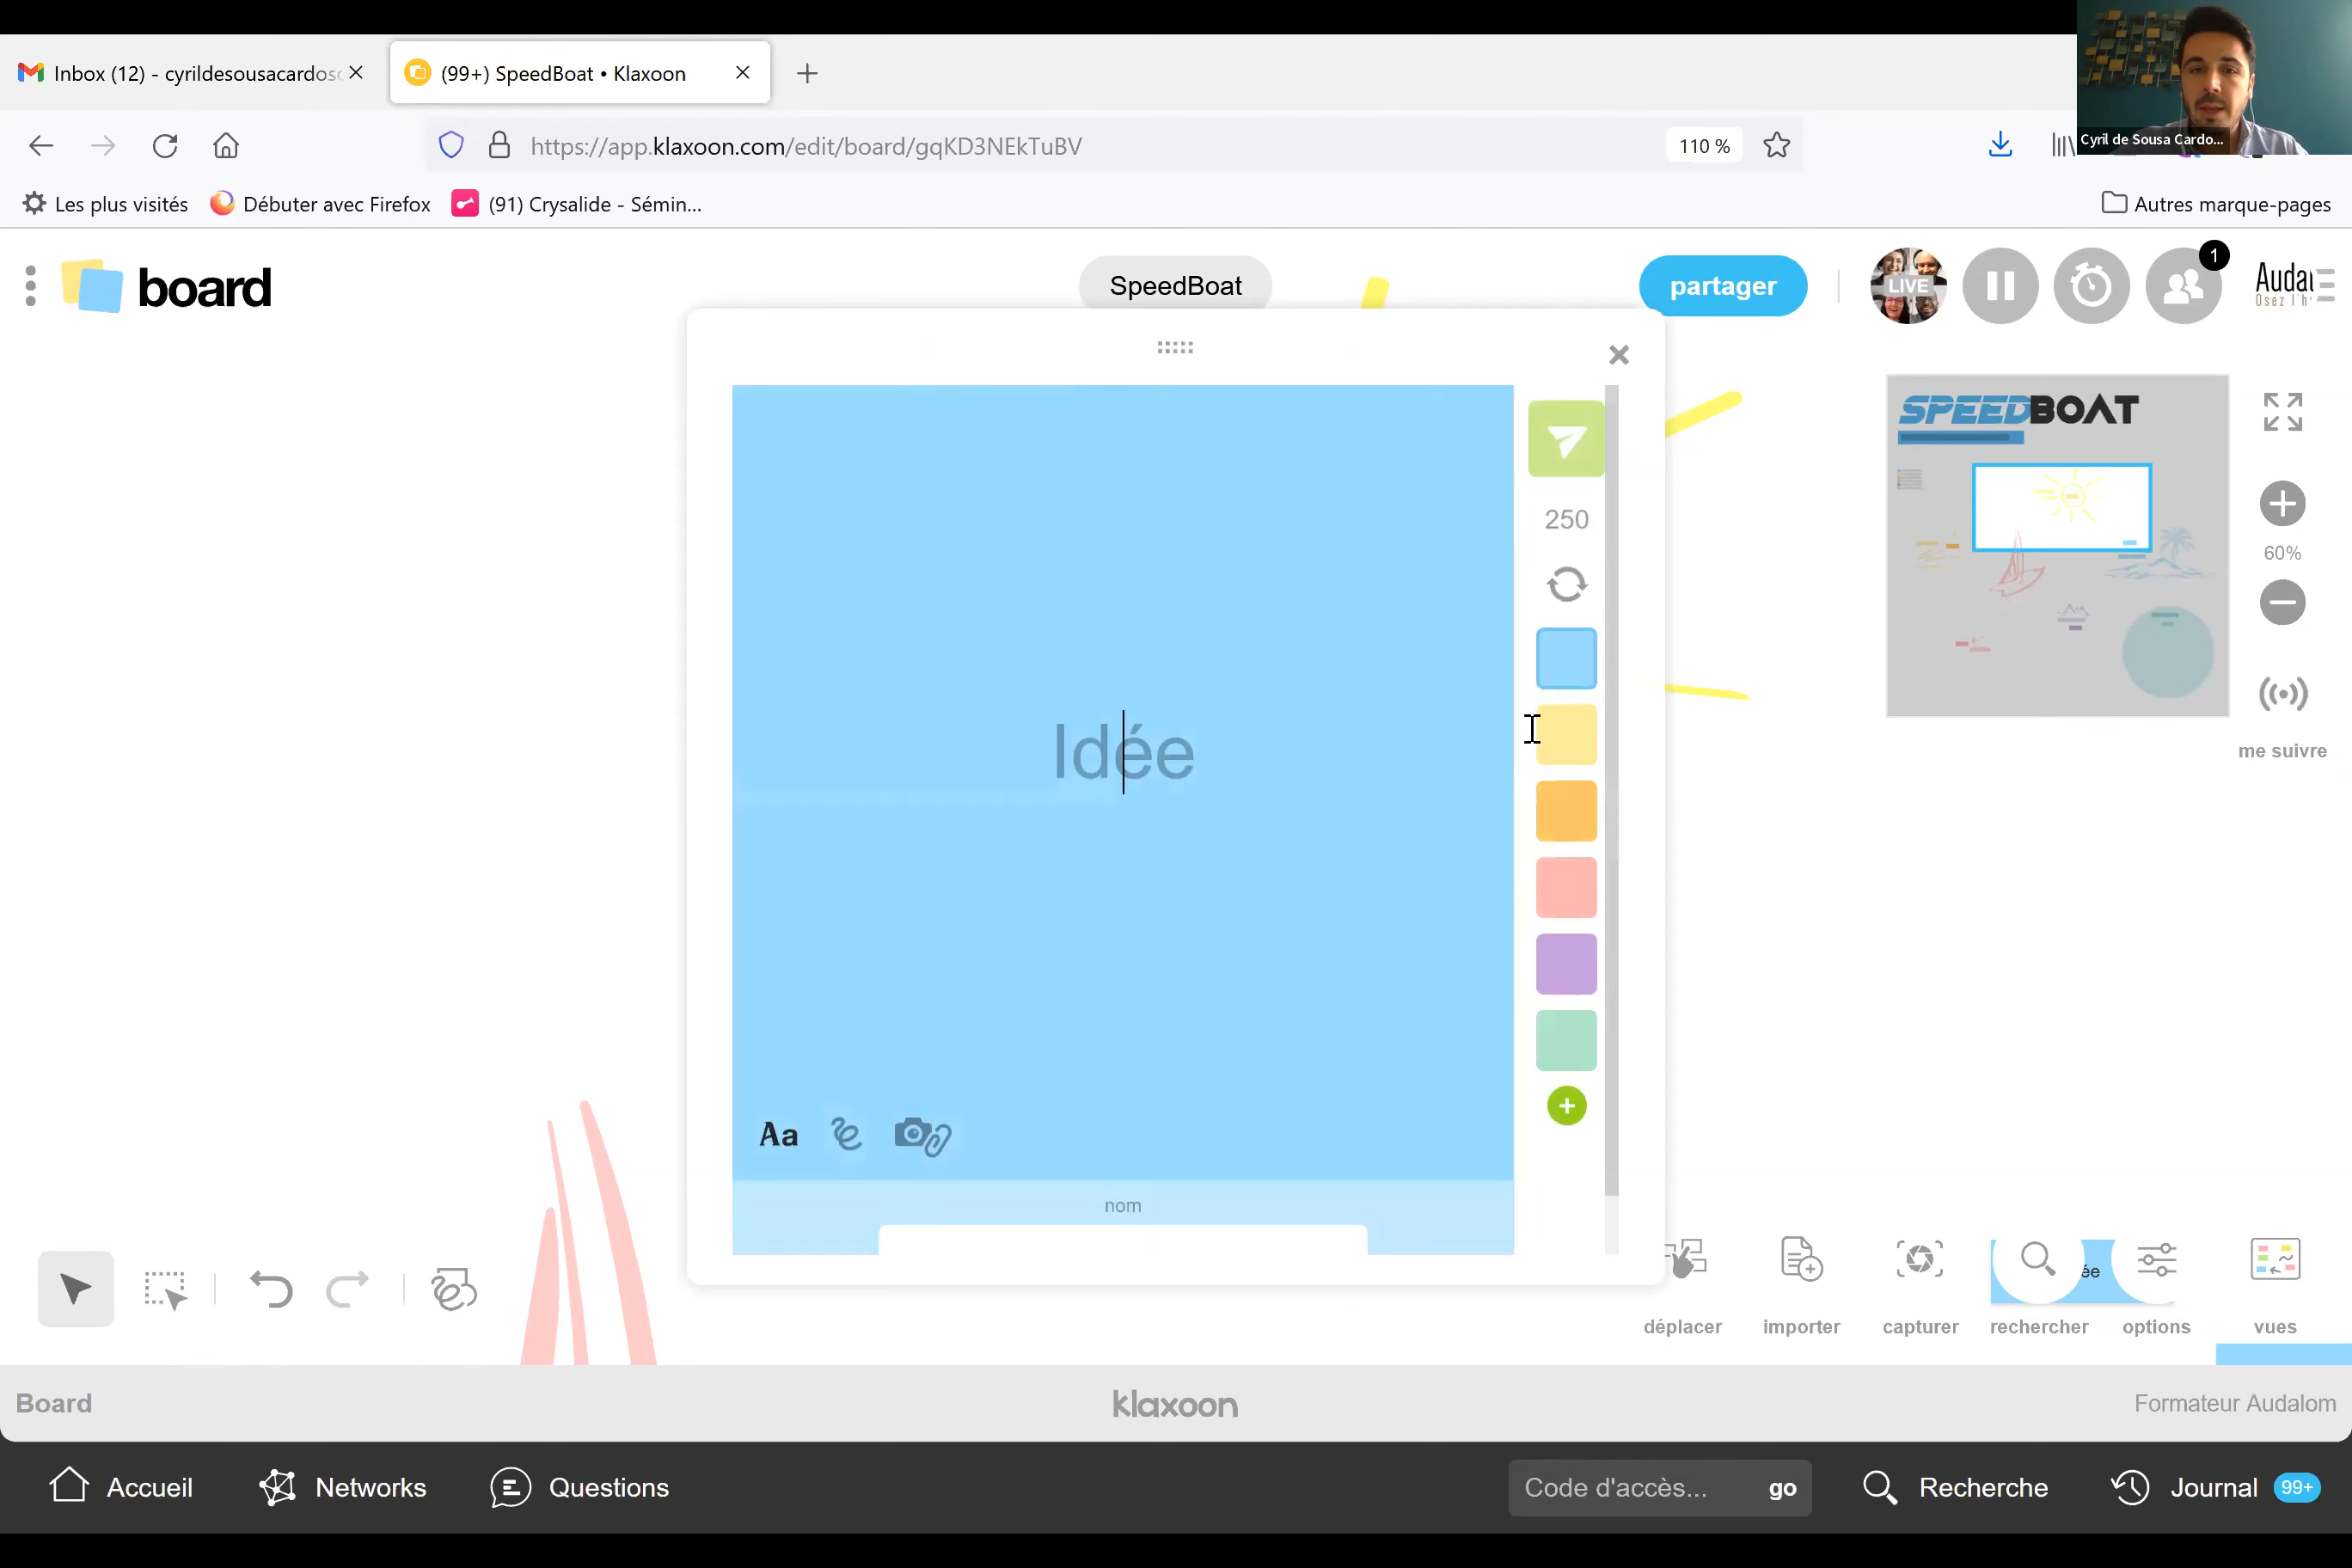 Inbox (12) - cyrildesousacardos
(99+) SpeedBoat • Klaxoon
Cyril de Sousa Cardo...
https://app.klaxoon.com/edit/board/gqKD3NEkTuBV
110 %
Les plus visités
Débuter avec Firefox
(91) Crysalide - Sémin...
Autres marque-pages
board
SpeedBoat
partager
LIVE
1
Audal
Osez l'h
SPEEDBOAT
250
60%
me suivre
Idée
Aa
nom
ée
déplacer
importer
capturer
rechercher
options
vues
Board
klaxoon
Formateur Audalom
Accueil
Networks
Questions
Code d'accès...
go
Recherche
Journal
99+